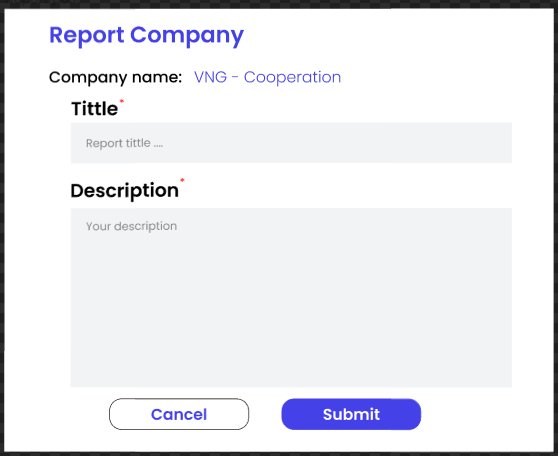 Report Company
Company name: VNG - Cooperation
Tittle*
Report tittle ....
Description*
Your description
Cancel Submit